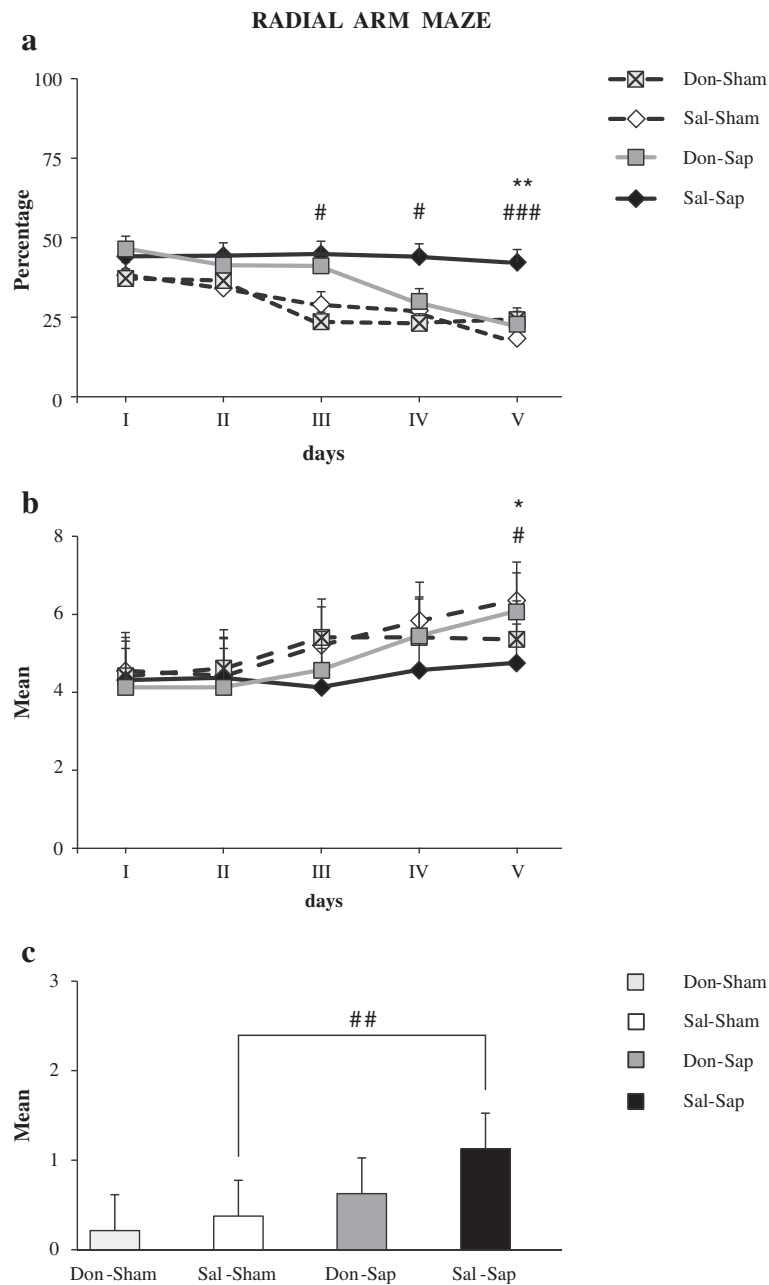 RADIAL ARM MAZE
a
100
75
50
25
0
Percentage
I II III IV V
days
# # ** ###
Don-Sham
Sal-Sham
Don-Sap
Sal-Sap
b
8
6
4
2
0
Mean
I II III IV V
days
*
#
c
3
2
1
0
Mean
##
Don-Sham Sal-Sham Don-Sap Sal-Sap
Don-Sham
Sal-Sham
Don-Sap
Sal-Sap